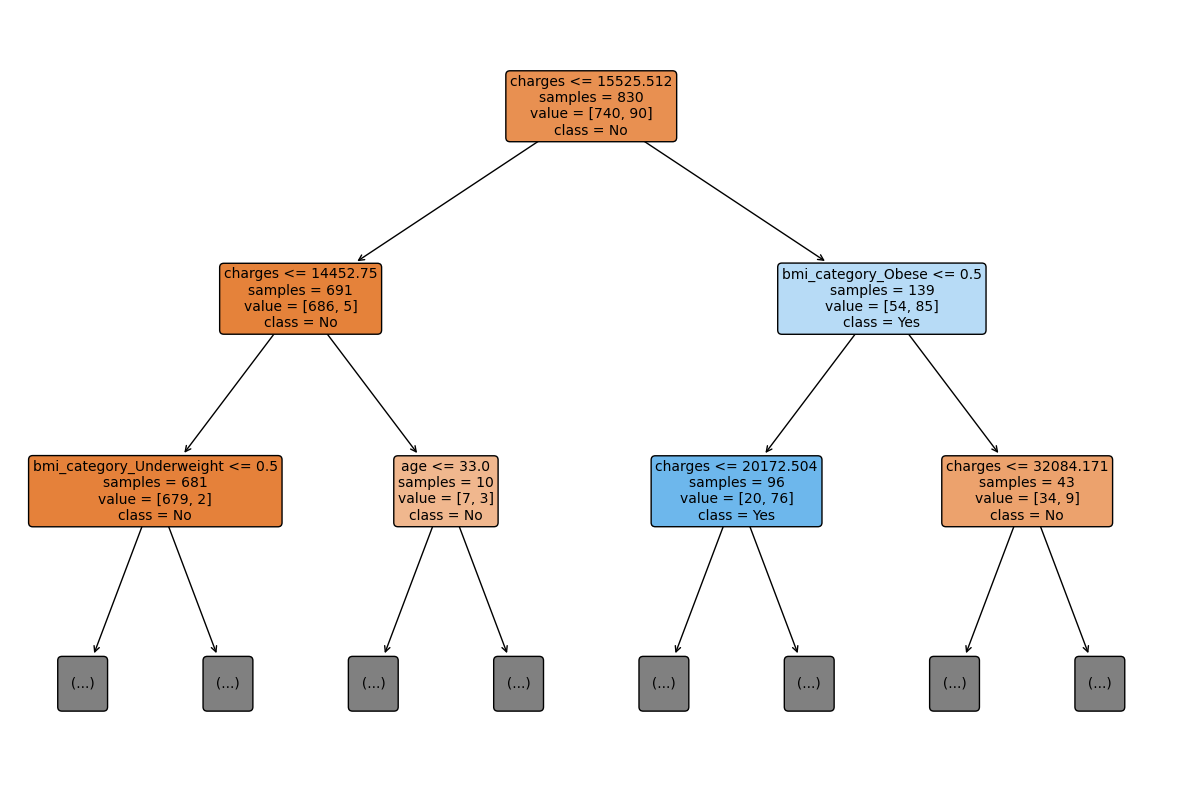 charges <= 15525.512
samples = 830
value = [740, 90]
class = No
charges <= 14452.75
samples = 691
value = [686, 5]
class = No
bmi_category_Obese <= 0.5
samples = 139
value = [54, 85]
class = Yes
bmi_category_Underweight <= 0.5
samples = 681
value = [679, 2]
class = No
age <= 33.0
samples = 10
value = [7, 3]
class = No
charges <= 20172.504
samples = 96
value = [20, 76]
class = Yes
charges <= 32084.171
samples = 43
value = [34, 9]
class = No
(...)
(...)
(...)
(...)
(...)
(...)
(...)
(...)